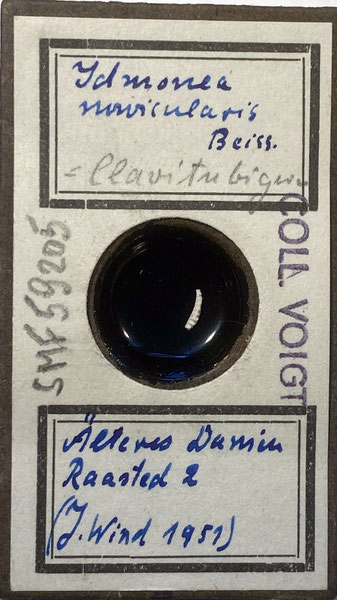 Idmonea
navicularis
Beiss.
= Clavitubigera
SMF 59205
COLL. VOIGT
Älteres Danien
Raasted 2
(J. Wind 1951)